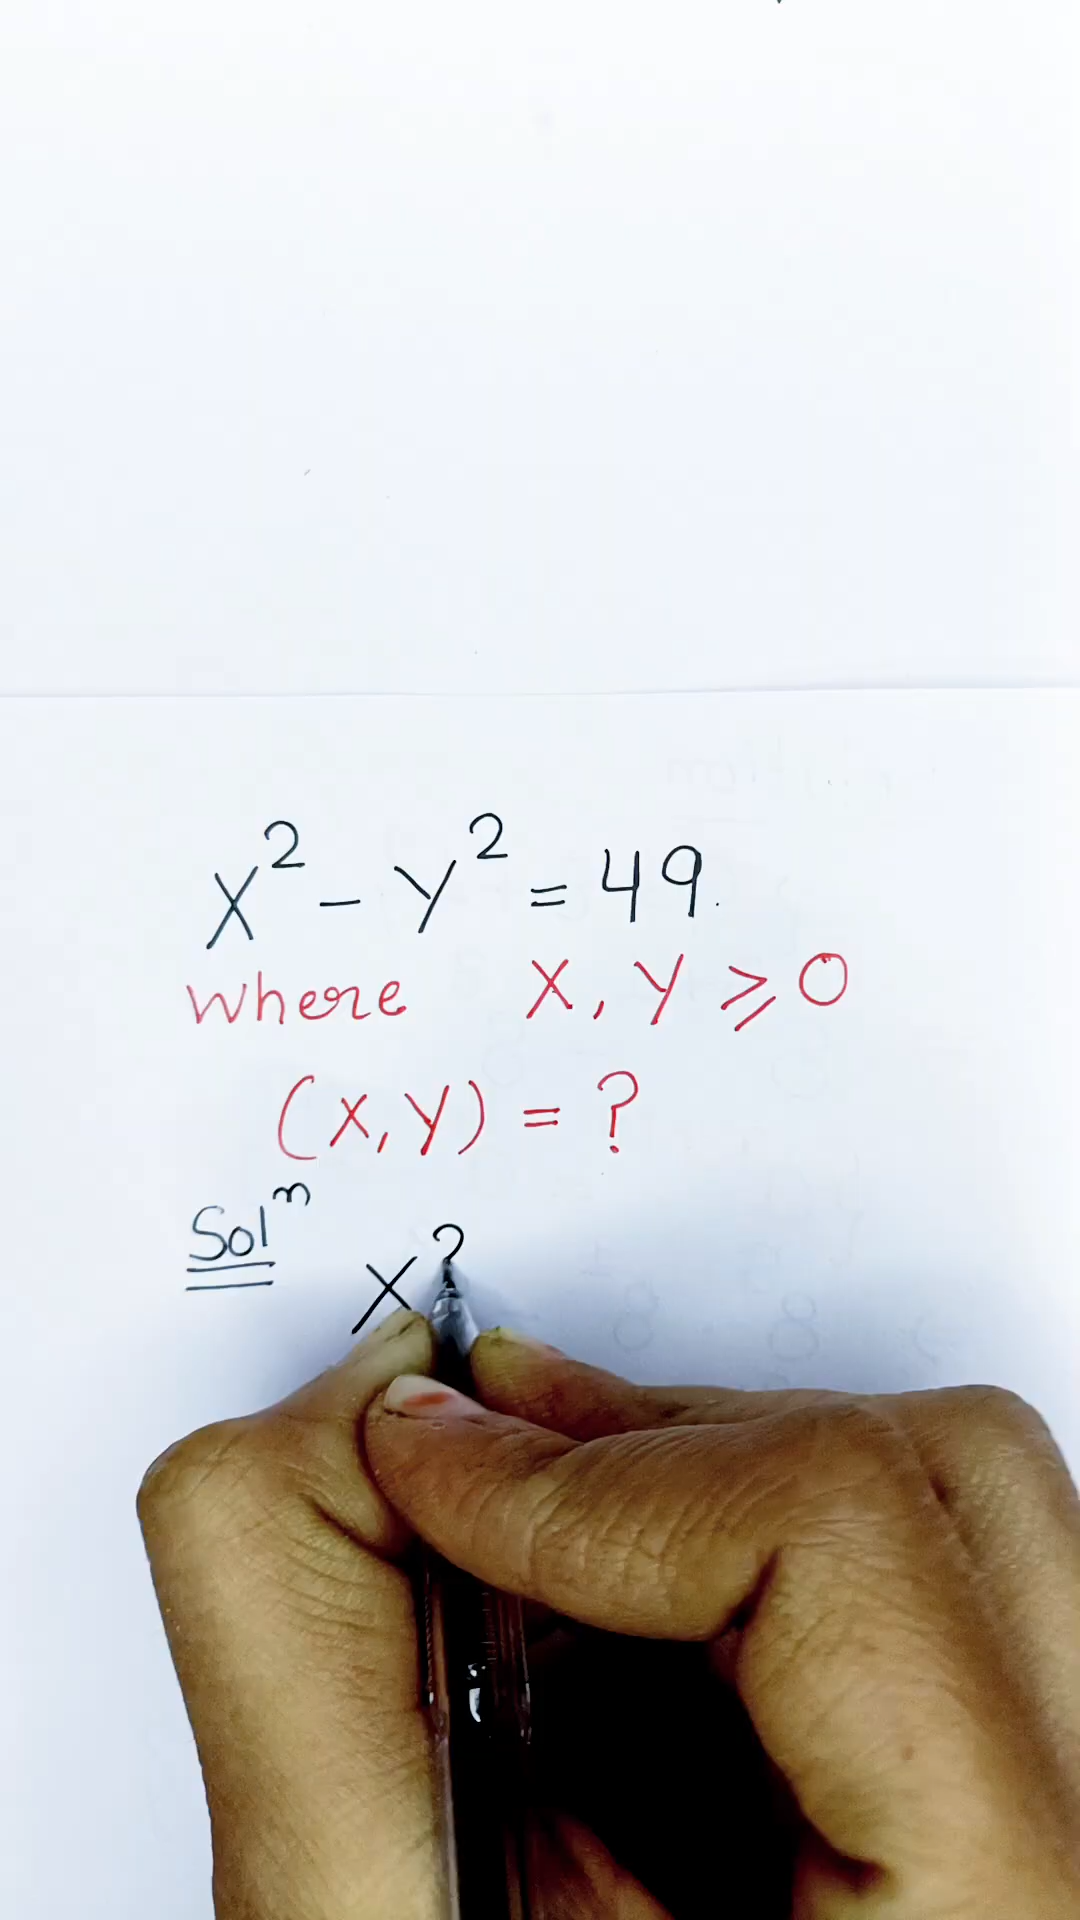 x² - y² = 49.
where x, y ⩾ 0
(x, y) = ?
Solⁿ x²